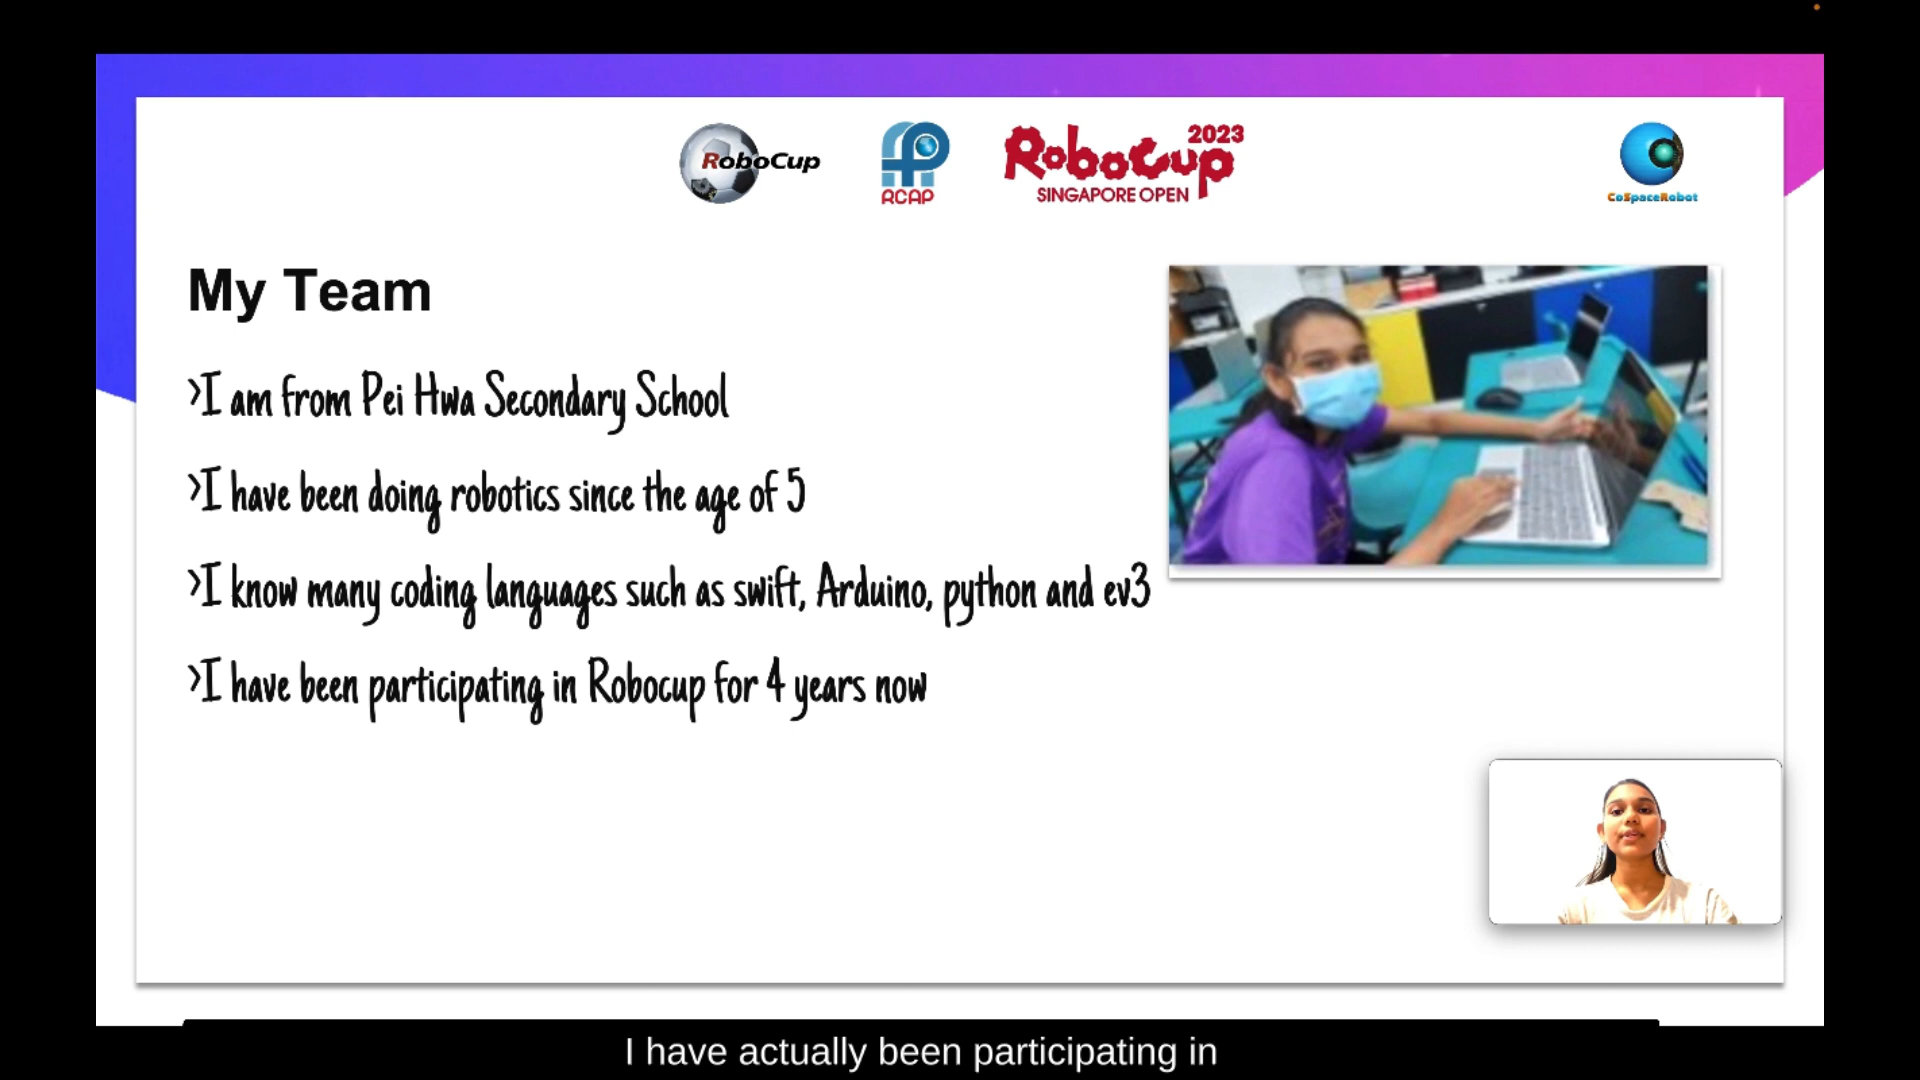 RoboCup
RCAP
RoboCup 2023
SINGAPORE OPEN
CoSpaceRobot
My Team
›I am from Pei Hwa Secondary School
›I have been doing robotics since the age of 5
›I know many coding languages such as swift, Arduino, python and ev3
›I have been participating in Robocup for 4 years now
I have actually been participating in